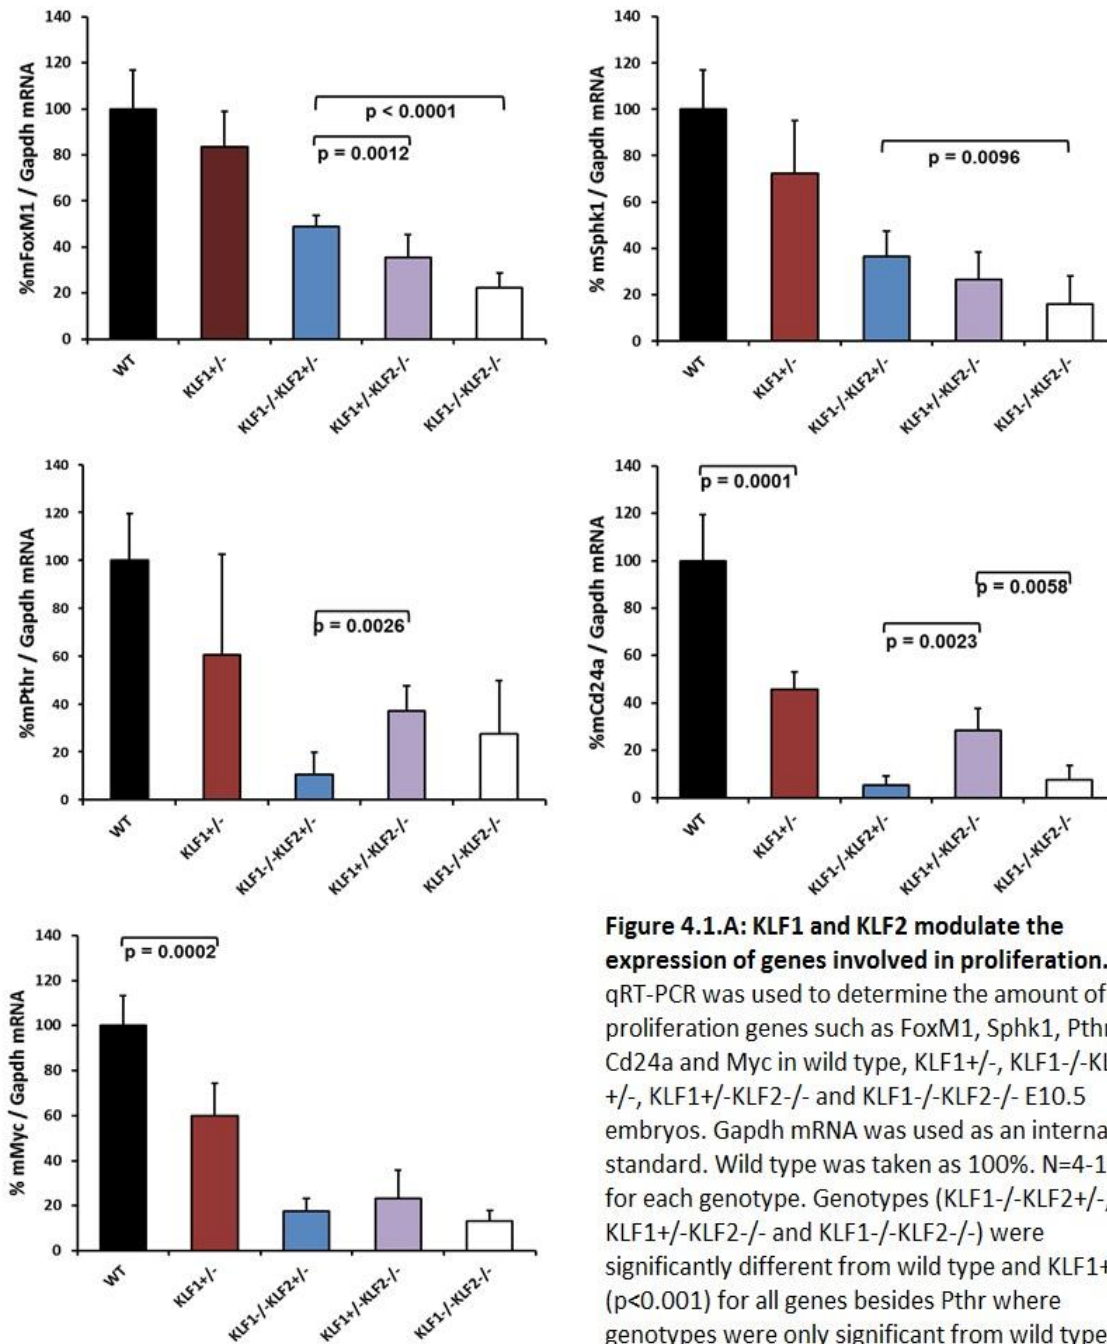 140
120
100
80
60
40
20
0
%mFoxM1 / Gapdh mRNA
p < 0.0001
p = 0.0012
WT
KLF1+/-
KLF1-/-KLF2+/-
KLF1+/-KLF2-/-
KLF1-/-KLF2-/-
140
120
100
80
60
40
20
0
% mSphk1 / Gapdh mRNA
p = 0.0096
WT
KLF1+/-
KLF1-/-KLF2+/-
KLF1+/-KLF2-/-
KLF1-/-KLF2-/-
140
120
100
80
60
40
20
0
%mPthr / Gapdh mRNA
p = 0.0026
WT
KLF1+/-
KLF1-/-KLF2+/-
KLF1+/-KLF2-/-
KLF1-/-KLF2-/-
140
120
100
80
60
40
20
0
%mCd24a / Gapdh mRNA
p = 0.0001
p = 0.0058
p = 0.0023
WT
KLF1+/-
KLF1-/-KLF2+/-
KLF1+/-KLF2-/-
KLF1-/-KLF2-/-
140
120
100
80
60
40
20
0
% mMyc / Gapdh mRNA
p = 0.0002
WT
KLF1+/-
KLF1-/-KLF2+/-
KLF1+/-KLF2-/-
KLF1-/-KLF2-/-
Figure 4.1.A: KLF1 and KLF2 modulate the
expression of genes involved in proliferation.
qRT-PCR was used to determine the amount of
proliferation genes such as FoxM1, Sphk1, Pthr
Cd24a and Myc in wild type, KLF1+/-, KLF1-/-KL
+/-, KLF1+/-KLF2-/- and KLF1-/-KLF2-/- E10.5
embryos. Gapdh mRNA was used as an interna
standard. Wild type was taken as 100%. N=4-1
for each genotype. Genotypes (KLF1-/-KLF2+/-,
KLF1+/-KLF2-/- and KLF1-/-KLF2-/-) were
significantly different from wild type and KLF1+
(p<0.001) for all genes besides Pthr where
genotypes were only significant from wild type